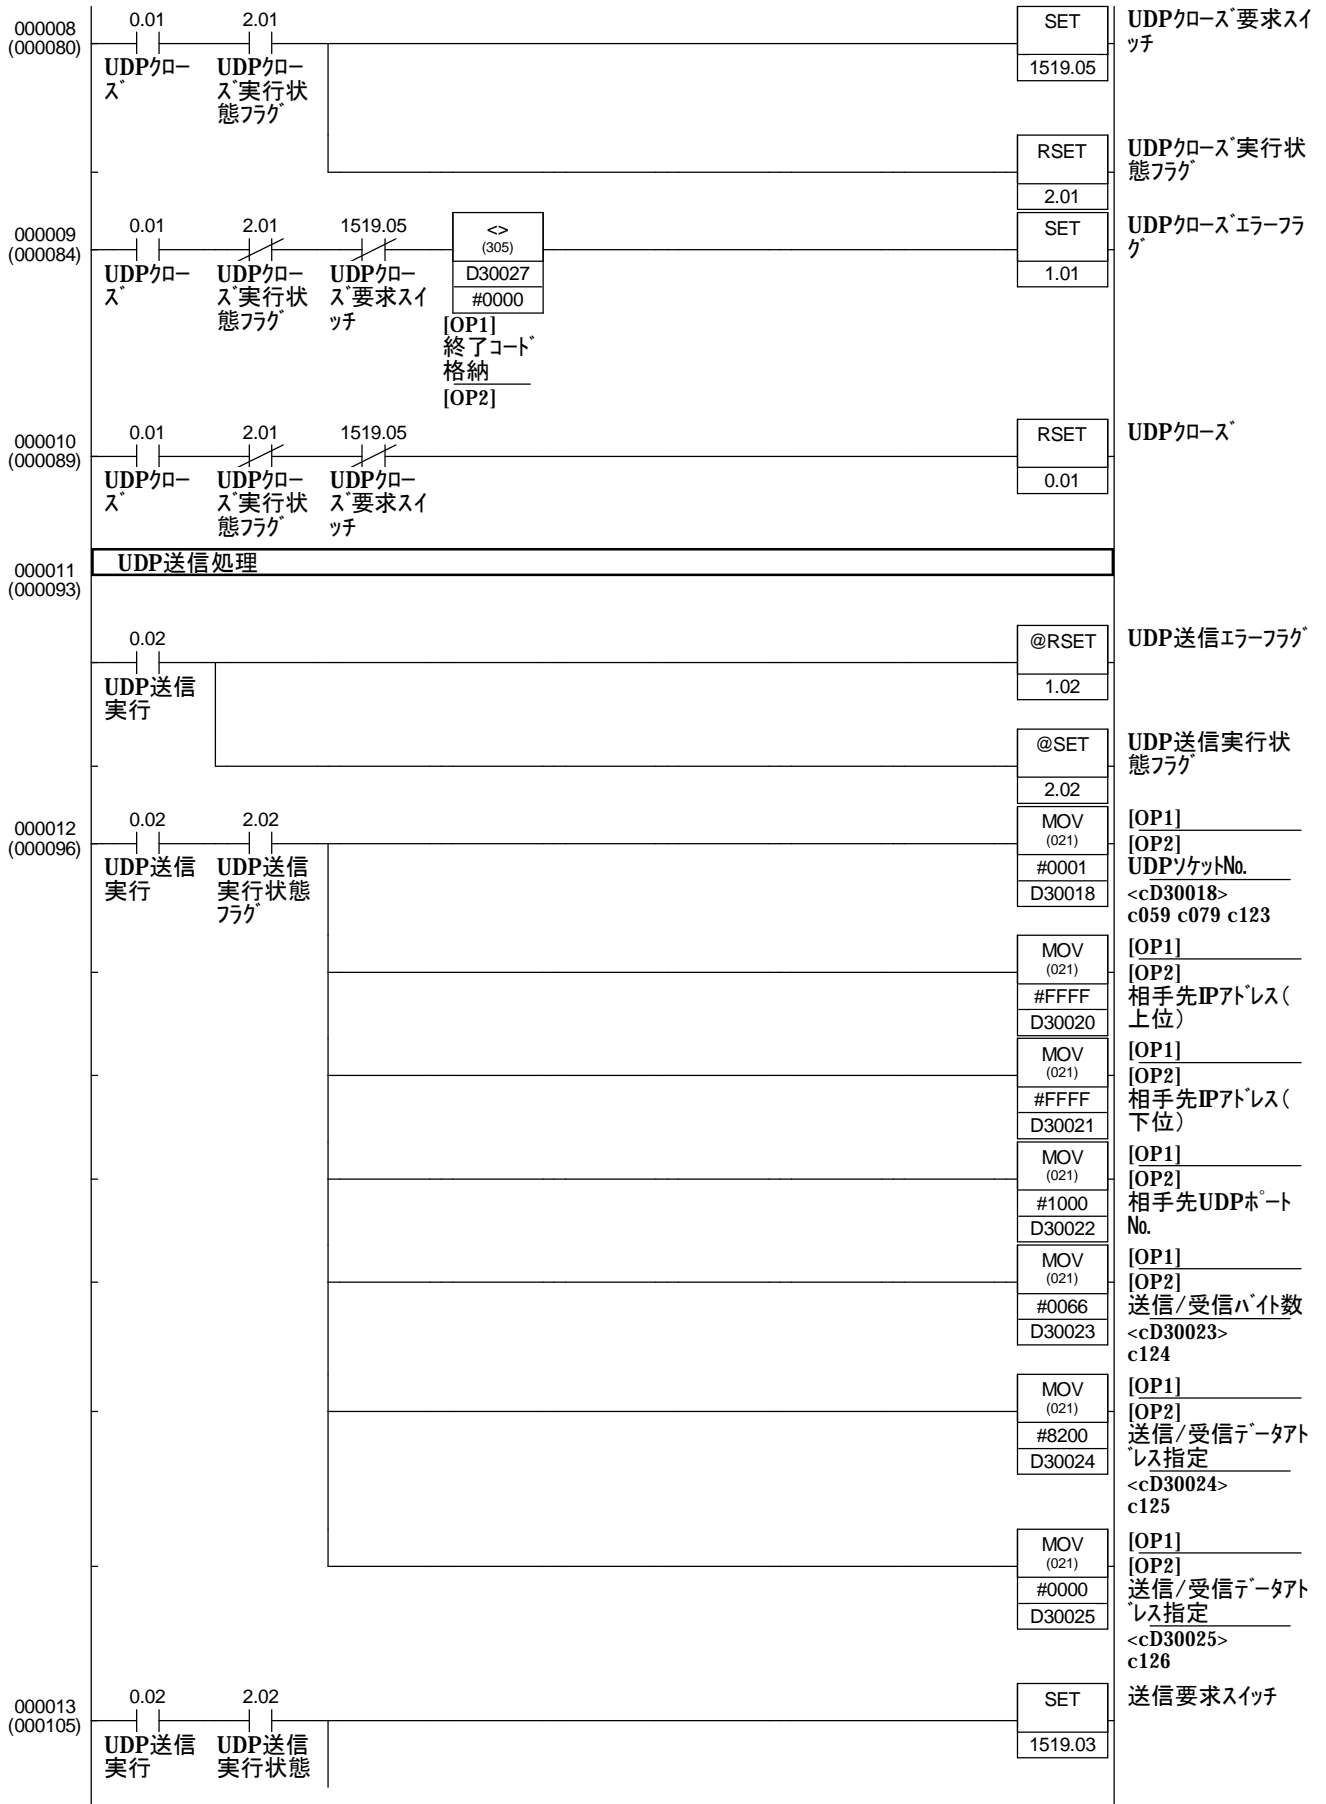 000008
(000080)
0.01
2.01
UDPクロー
ズ
UDPクロー
ズ実行状
態フラグ
SET
1519.05
UDPクローズ要求スイ
ッチ
RSET
2.01
UDPクローズ実行状
態フラグ
000009
(000084)
0.01
2.01
1519.05
UDPクロー
ズ
UDPクロー
ズ実行状
態フラグ
UDPクロー
ズ要求スイ
ッチ
<>
(305)
D30027
#0000
[OP1]
終了コード
格納
[OP2]
SET
1.01
UDPクローズエラーフラ
グ
000010
(000089)
0.01
2.01
1519.05
UDPクロー
ズ
UDPクロー
ズ実行状
態フラグ
UDPクロー
ズ要求スイ
ッチ
RSET
0.01
UDPクローズ
000011
(000093)
UDP送信処理
0.02
UDP送信
実行
@RSET
1.02
UDP送信エラーフラグ
@SET
2.02
UDP送信実行状
態フラグ
000012
(000096)
0.02
2.02
UDP送信
実行
UDP送信
実行状態
フラグ
MOV
(021)
#0001
D30018
[OP1]
[OP2]
UDPソケットNo.
<cD30018>
c059 c079 c123
MOV
(021)
#FFFF
D30020
[OP1]
[OP2]
相手先IPアドレス(
上位)
MOV
(021)
#FFFF
D30021
[OP1]
[OP2]
相手先IPアドレス(
下位)
MOV
(021)
#1000
D30022
[OP1]
[OP2]
相手先UDPポート
No.
MOV
(021)
#0066
D30023
[OP1]
[OP2]
送信/受信バイト数
<cD30023>
c124
MOV
(021)
#8200
D30024
[OP1]
[OP2]
送信/受信データアト
゛レス指定
<cD30024>
c125
MOV
(021)
#0000
D30025
[OP1]
[OP2]
送信/受信データアト
゛レス指定
<cD30025>
c126
000013
(000105)
0.02
2.02
UDP送信
実行
UDP送信
実行状態
SET
1519.03
送信要求スイッチ